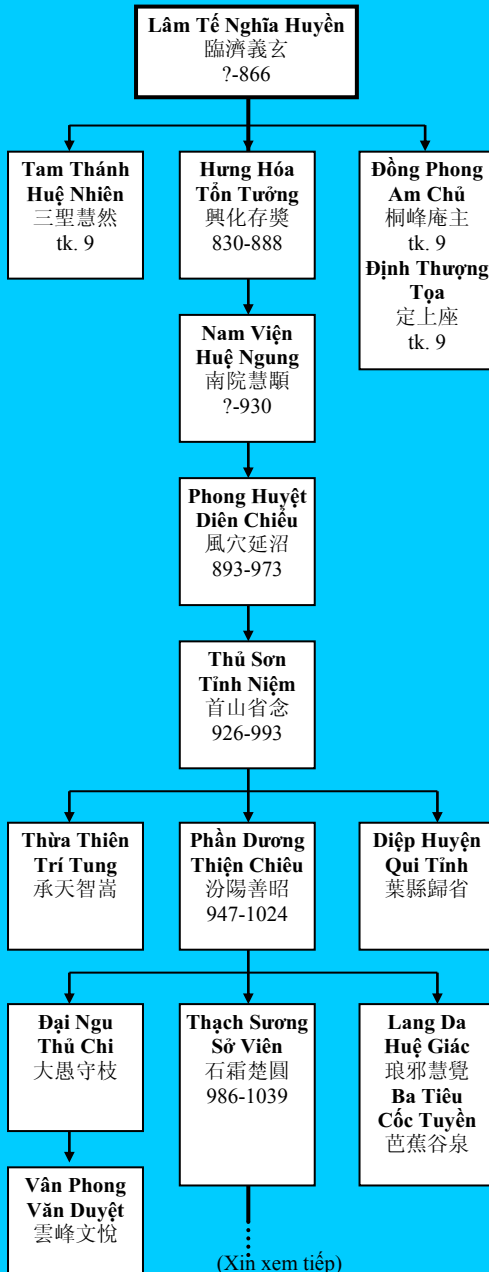 Lâm Tế Nghĩa Huyền
臨濟義玄
?-866
Tam Thánh
Huệ Nhiên
三聖慧然
tk. 9
Hưng Hóa
Tồn Tưởng
興化存奬
830-888
Đồng Phong
Am Chủ
桐峰庵主
tk. 9
Định Thượng
Tọa
定上座
tk. 9
Nam Viện
Huệ Ngung
南院慧顒
?-930
Phong Huyệt
Diên Chiểu
風穴延沼
893-973
Thủ Sơn
Tỉnh Niệm
首山省念
926-993
Thừa Thiên
Trí Tung
承天智嵩
Phần Dương
Thiện Chiêu
汾陽善昭
947-1024
Diệp Huyện
Qui Tỉnh
葉縣歸省
Đại Ngu
Thủ Chi
大愚守枝
Thạch Sương
Sở Viên
石霜楚圓
986-1039
Lang Da
Huệ Giác
琅邪慧覺
Ba Tiêu
Cốc Tuyền
芭蕉谷泉
Vân Phong
Văn Duyệt
雲峰文悅
(Xin xem tiếp)